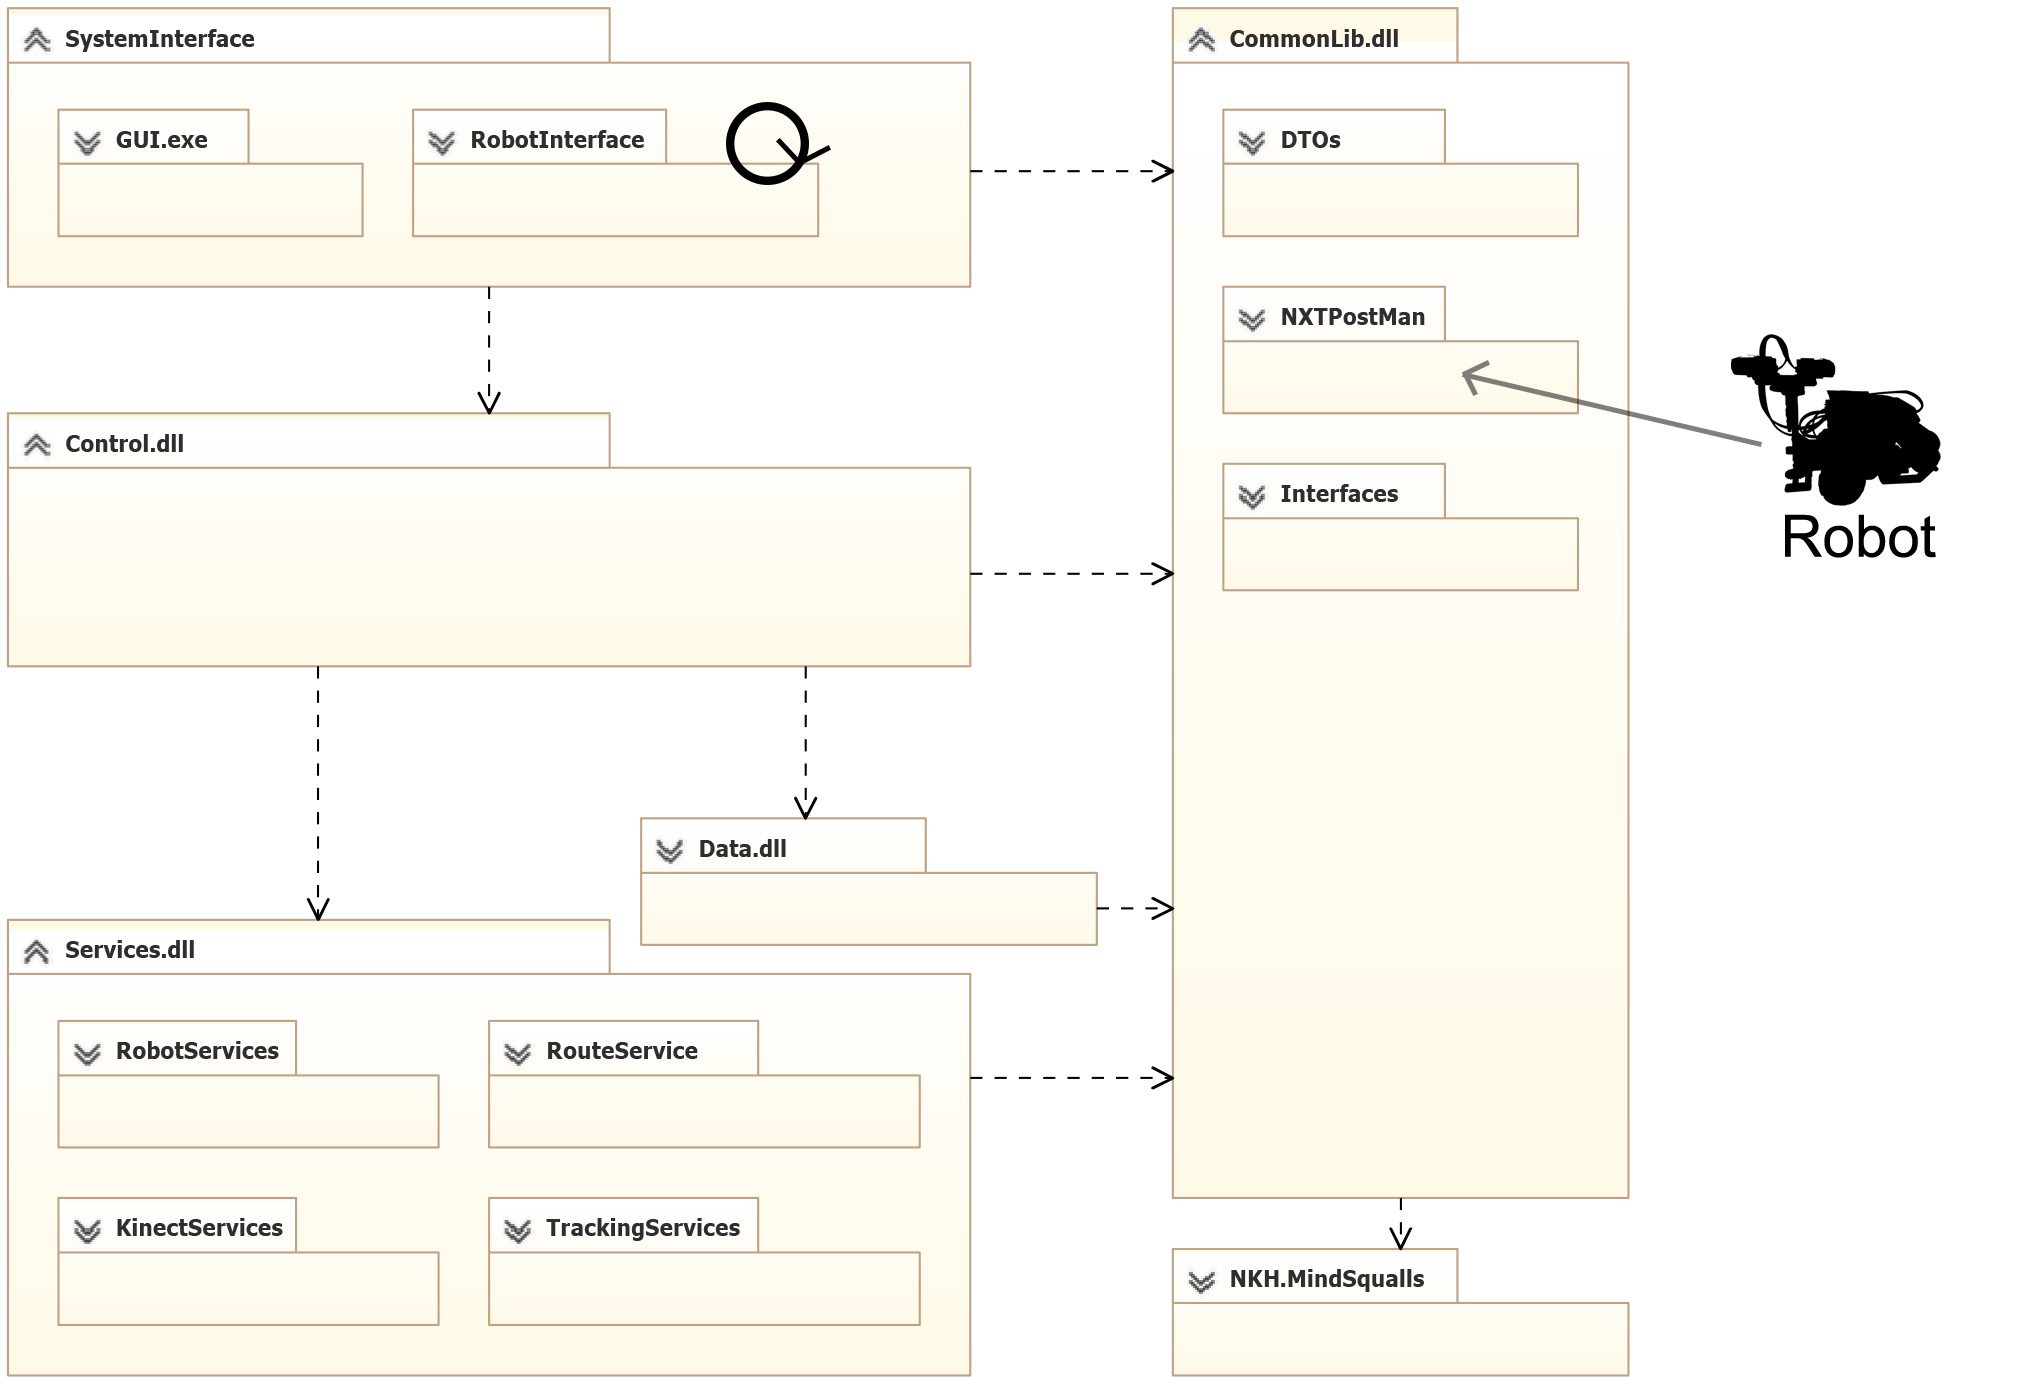 SystemInterface
GUI.exe
RobotInterface
CommonLib.dll
DTOs
NXTPostMan
Interfaces
Robot
Control.dll
Data.dll
Services.dll
RobotServices
RouteService
KinectServices
TrackingServices
NKH.MindSqualls